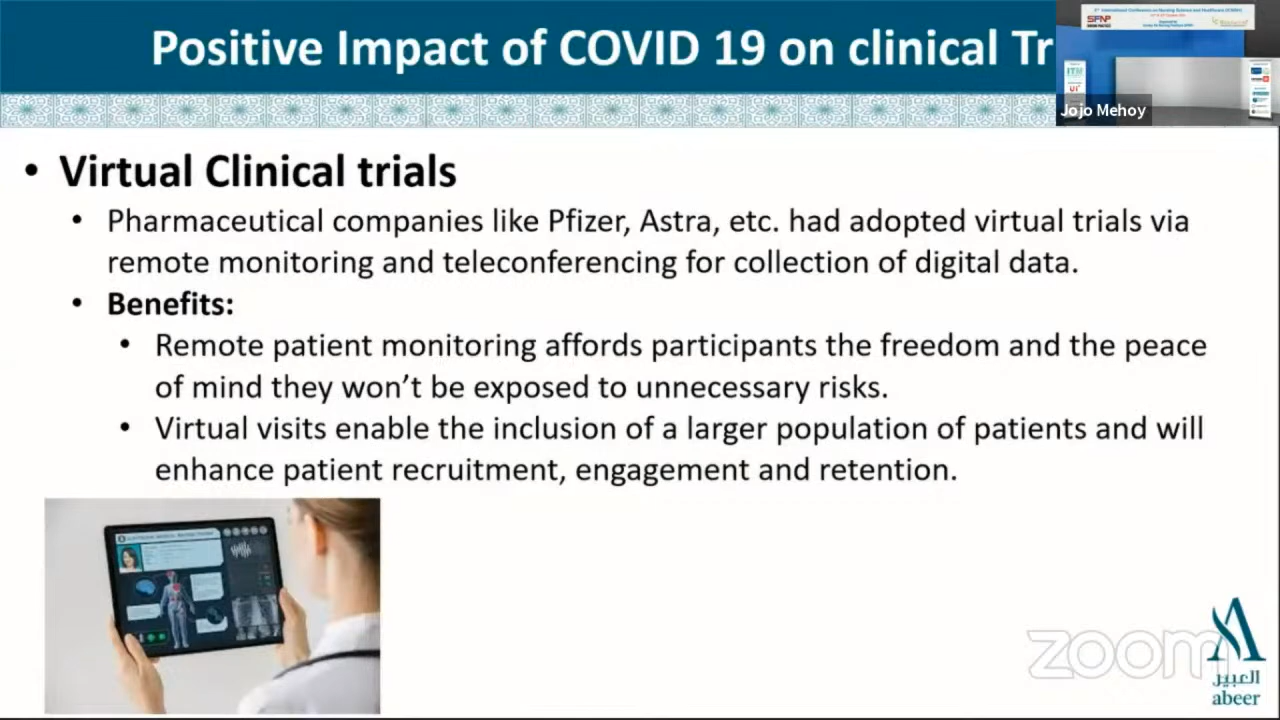 Positive Impact of COVID 19 on clinical Tr
Jojo Mehoy
• Virtual Clinical trials
• Pharmaceutical companies like Pfizer, Astra, etc. had adopted virtual trials via
remote monitoring and teleconferencing for collection of digital data.
• Benefits:
• Remote patient monitoring affords participants the freedom and the peace
of mind they won’t be exposed to unnecessary risks.
• Virtual visits enable the inclusion of a larger population of patients and will
enhance patient recruitment, engagement and retention.
zoom
العبير
abeer